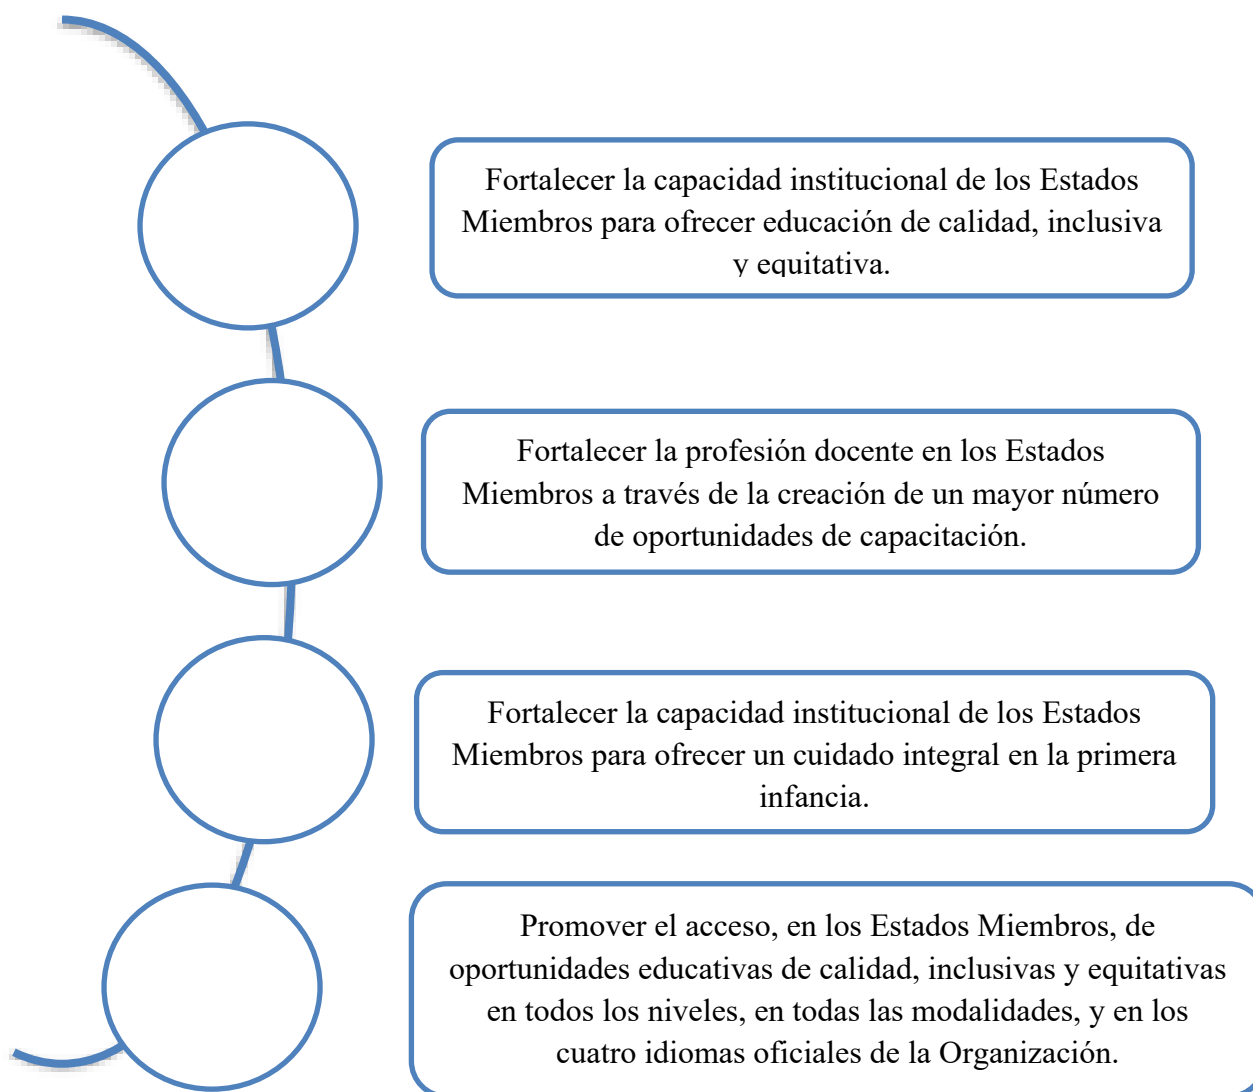 Fortalecer la capacidad institucional de los Estados
Miembros para ofrecer educación de calidad, inclusiva
y equitativa.
Fortalecer la profesión docente en los Estados
Miembros a través de la creación de un mayor número
de oportunidades de capacitación.
Fortalecer la capacidad institucional de los Estados
Miembros para ofrecer un cuidado integral en la primera
infancia.
Promover el acceso, en los Estados Miembros, de
oportunidades educativas de calidad, inclusivas y equitativas
en todos los niveles, en todas las modalidades, y en los
cuatro idiomas oficiales de la Organización.